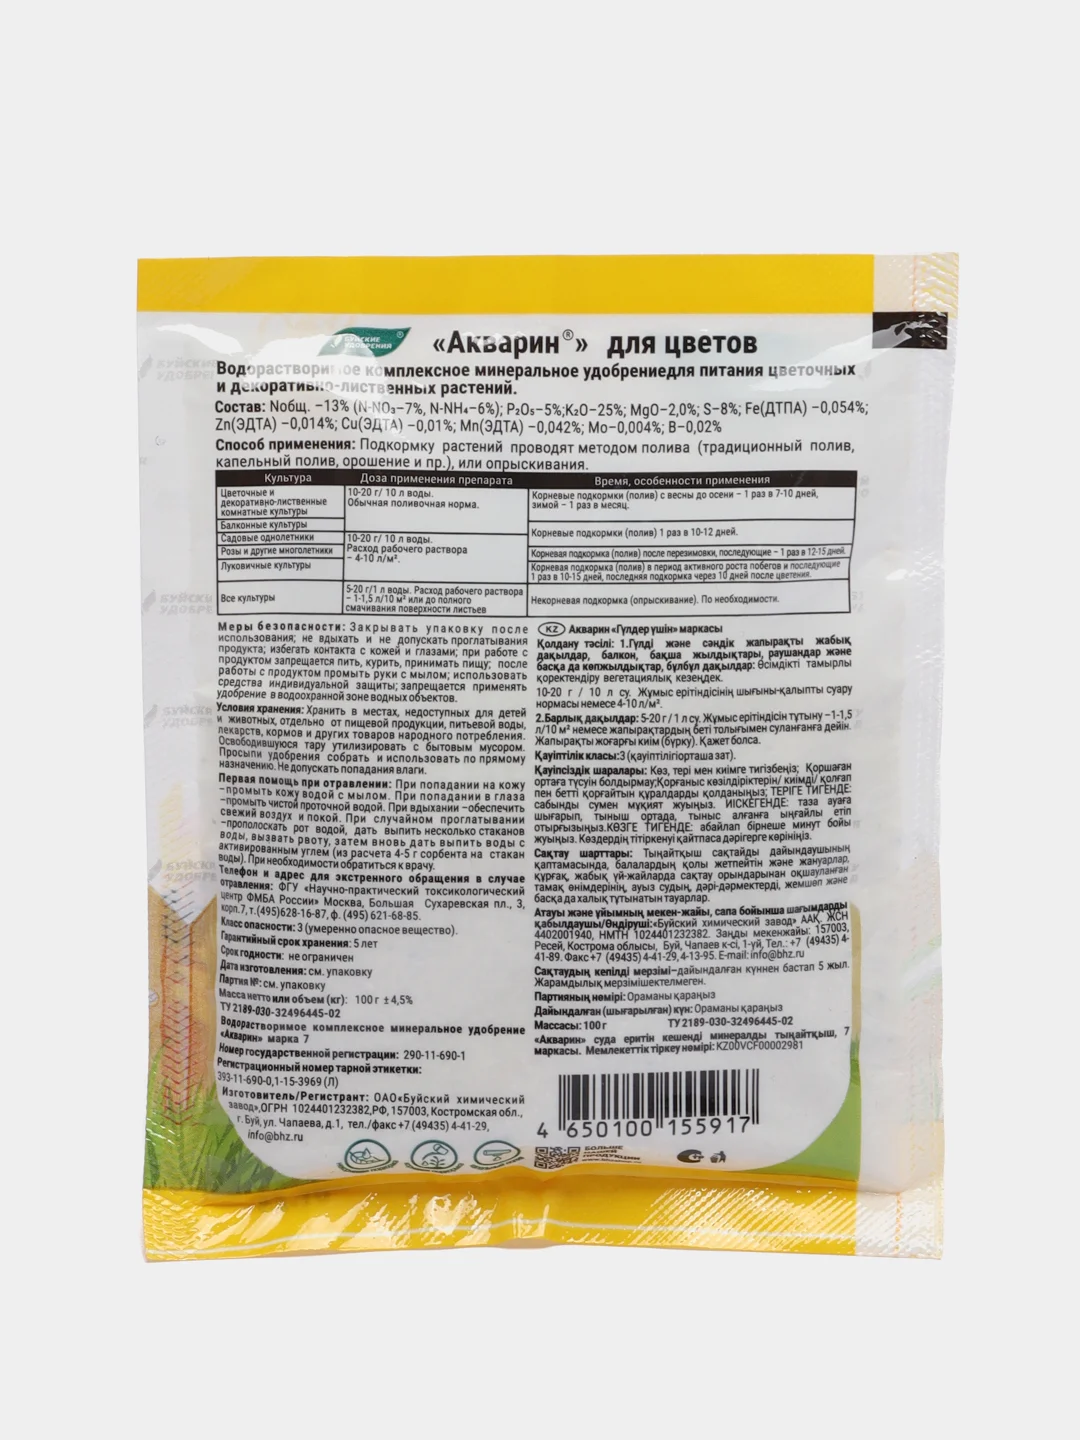 БУЙСКИЕ
УДОБРЕНИЯ
«Акварин®» для цветов
Водорастворимое комплексное минеральное удобрениедля питания цветочных
и декоративно-лиственных растений.
Состав: Nобщ. –13% (N-NO₃–7%, N-NH₄–6%); P₂O₅–5%;K₂O–25%; MgO–2,0%; S–8%; Fe(ДТПА) –0,054%;
Zn(ЭДТА) –0,014%; Cu(ЭДТА) –0,01%; Mn(ЭДТА) –0,042%; Mo–0,004%; B–0,02%
Способ применения: Подкормку растений проводят методом полива (традиционный полив,
капельный полив, орошение и пр.), или опрыскивания.
Культура Доза применения препарата Время, особенности применения
Цветочные и
декоративно-лиственные
комнатные культуры
10-20 г/ 10 л воды.
Обычная поливочная норма.
Корневые подкормки (полив) с весны до осени – 1 раз в 7-10 дней,
зимой – 1 раз в месяц.
Балконные культуры
Садовые однолетники
Корневые подкормки (полив) 1 раз в 10-12 дней.
10-20 г/ 10 л воды.
Расход рабочего раствора
– 4-10 л/м².
Розы и другие многолетники
Корневая подкормка (полив) после перезимовки, последующие – 1 раз в 12-15 дней.
Луковичные культуры
Корневая подкормка (полив) в период активного роста побегов и последующие
1 раз в 10-15 дней, последняя подкормка через 10 дней после цветения.
Все культуры
5-20 г/1 л воды. Расход рабочего раствора
– 1-1,5 л/10 м² или до полного
смачивания поверхности листьев
Некорневая подкормка (опрыскивание). По необходимости.
Меры безопасности: Закрывать упаковку после
использования; не вдыхать и не допускать проглатывания
продукта; избегать контакта с кожей и глазами; при работе с
продуктом запрещается пить, курить, принимать пищу; после
работы с продуктом промыть руки с мылом; использовать
средства индивидуальной защиты; запрещается применять
удобрение в водоохранной зоне водных объектов.
Условия хранения: Хранить в местах, недоступных для детей
и животных, отдельно от пищевой продукции, питьевой воды,
лекарств, кормов и других товаров народного потребления.
Освободившуюся тару утилизировать с бытовым мусором.
Просыпи удобрения собрать и использовать по прямому
назначению. Не допускать попадания влаги.
Первая помощь при отравлении: При попадании на кожу
–промыть кожу водой с мылом. При попадании в глаза
–промыть чистой проточной водой. При вдыхании –обеспечить
свежий воздух и покой. При случайном проглатывании
–прополоскать рот водой, дать выпить несколько стаканов
воды, вызвать рвоту, затем вновь дать выпить воды с
активированным углем (из расчета 4-5 г сорбента на стакан
воды). При необходимости обратиться к врачу.
Телефон и адрес для экстренного обращения в случае
отравления: ФГУ «Научно-практический токсикологический
центр ФМБА России» Москва, Большая Сухаревская пл., 3,
корп.7, т.(495)628-16-87, ф. (495) 621-68-85.
Класс опасности: 3 (умеренно опасное вещество).
Гарантийный срок хранения: 5 лет
Срок годности: не ограничен
Дата изготовления: см. упаковку
Партия №: см. упаковку
Масса нетто или объем (кг): 100 г ±4,5%
ТУ 2189-030-32496445-02
Водорастворимое комплексное минеральное удобрение
«Акварин» марка 7
Номер государственной регистрации: 290-11-690-1
Регистрационный номер тарной этикетки:
393-11-690-0,1-15-3969 (Л)
Изготовитель/Регистрант: ОАО«Буйский химический
завод»,ОГРН 1024401232382,РФ, 157003, Костромская обл.,
г. Буй, ул. Чапаева, д.1, тел./факс +7 (49435) 4-41-29,
info@bhz.ru
KZ Акварин «Гүлдер үшін» маркасы
Қолдану тәсілі: 1.Гүлді және сәндік жапырақты жабық
дақылдар, балкон, бақша жылдықтары, раушандар және
басқа да көпжылдықтар, бұлбұл дақылдар: Өсімдікті тамырлы
қоректендіру вегетациялық кезеңдек.
10-20 г / 10 л су. Жұмыс ерітіндісінің шығыны-қалыпты суару
нормасы немесе 4-10 л/м².
2.Барлық дақылдар: 5-20 г / 1 л су. Жұмыс ерітіндісін тұтыну –1-1,5
л/10 м² немесе жапырақтардың беті толығымен суланғанға дейін.
Жапырақты жоғарғы киім (бүрку). Қажет болса.
Қауіптілік класы:3 (қауіптілігіорташа зат).
Қауіпсіздік шаралары: Көз, тері мен киімге тигізбеңіз; Қоршаған
ортаға түсуін болдырмау;Қорғаныс көзілдіріктерін/ киімді/ қолғап
пен бетті қорғайтын құралдарды қолданыңыз; ТЕРІГЕ ТИГЕНДЕ:
сабынды сумен мұқият жуыңыз. ИІСКЕГЕНДЕ: таза ауаға
шығарып, тыныш ортада, тыныс алғанға ыңғайлы етіп
отырғызыңыз.КӨЗГЕ ТИГЕНДЕ: абайлап бірнеше минут бойы
жуыңыз. Көздердің тітіркенуі қайтпаса дәрігерге көрініңіз.
Сақтау шарттары: Тыңайтқыш сақтайды дайындаушының
қаптамасында, балалардың қолы жетпейтін және жануарлар,
құрғақ, жабық үй-жайларда сақтау орындарынан оқшауланған
тамақ өнімдерінің, ауыз судың, дәрі-дәрмектерді, жемшөп және
басқа да халық тұтынатын тауарлар.
Атауы және ұйымның мекен-жайы, сапа бойынша шағымдарды
қабылдаушы/Өндіруші:«Буйский химический завод» ААҚ. ЖСН
4402001940, НМТН 1024401232382. Заңды мекенжайы: 157003,
Ресей, Кострома облысы, Буй, Чапаев к-сі, 1-уй, Тел.: +7 (49435) 4-
41-89. Факс +7 (49435) 4-41-29, 4-13-95. E-mail: info@bhz.ru
Сақтаудың кепілді мерзімі–дайындалған күннен бастап 5 жыл.
Жарамдылық мерзімішектелмеген.
Партияның нөмірі: Ораманы қараңыз
Дайындалған (шығарылған) күн: Ораманы қараңыз
Массасы: 100 г ТУ 2189-030-32496445-02
«Акварин» суда еритін кешенді минералды тыңайтқыш, 7
маркасы. Мемлекеттік тіркеу нөмірі: KZ00VCF00002981
4 650100 155917
БОЛЬШЕ
НАШЕЙ
ПРОДУКЦИИ